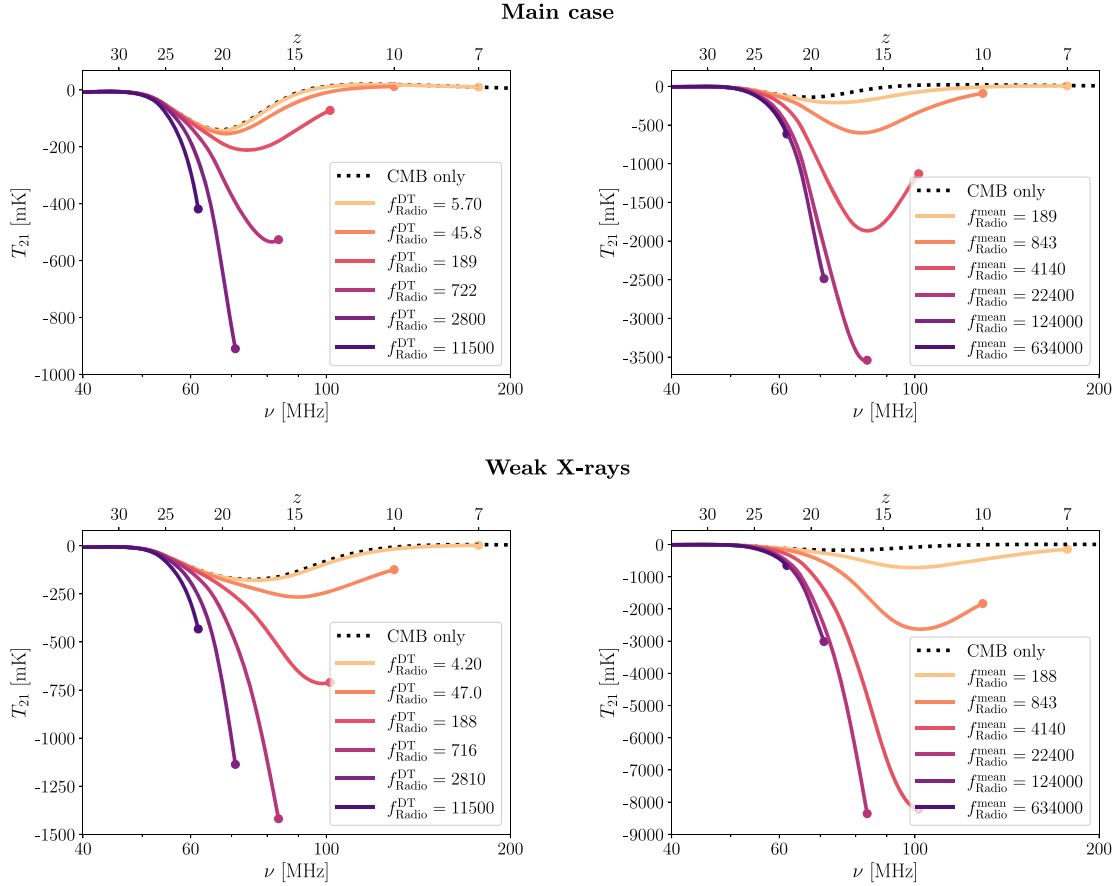 Main case
z
30 25 20 15 10 7
0
-200
-400
-600
-800
-1000
T21 [mK]
CMB only
f^DT_Radio = 5.70
f^DT_Radio = 45.8
f^DT_Radio = 189
f^DT_Radio = 722
f^DT_Radio = 2800
f^DT_Radio = 11500
40 60 100 200
ν [MHz]
z
30 25 20 15 10 7
0
-500
-1000
-1500
-2000
-2500
-3000
-3500
T21 [mK]
CMB only
f^mean_Radio = 189
f^mean_Radio = 843
f^mean_Radio = 4140
f^mean_Radio = 22400
f^mean_Radio = 124000
f^mean_Radio = 634000
40 60 100 200
ν [MHz]
Weak X-rays
z
30 25 20 15 10 7
0
-250
-500
-750
-1000
-1250
-1500
T21 [mK]
CMB only
f^DT_Radio = 4.20
f^DT_Radio = 47.0
f^DT_Radio = 188
f^DT_Radio = 716
f^DT_Radio = 2810
f^DT_Radio = 11500
40 60 100 200
ν [MHz]
z
30 25 20 15 10 7
0
-1000
-2000
-3000
-4000
-5000
-6000
-7000
-8000
-9000
T21 [mK]
CMB only
f^mean_Radio = 188
f^mean_Radio = 843
f^mean_Radio = 4140
f^mean_Radio = 22400
f^mean_Radio = 124000
f^mean_Radio = 634000
40 60 100 200
ν [MHz]